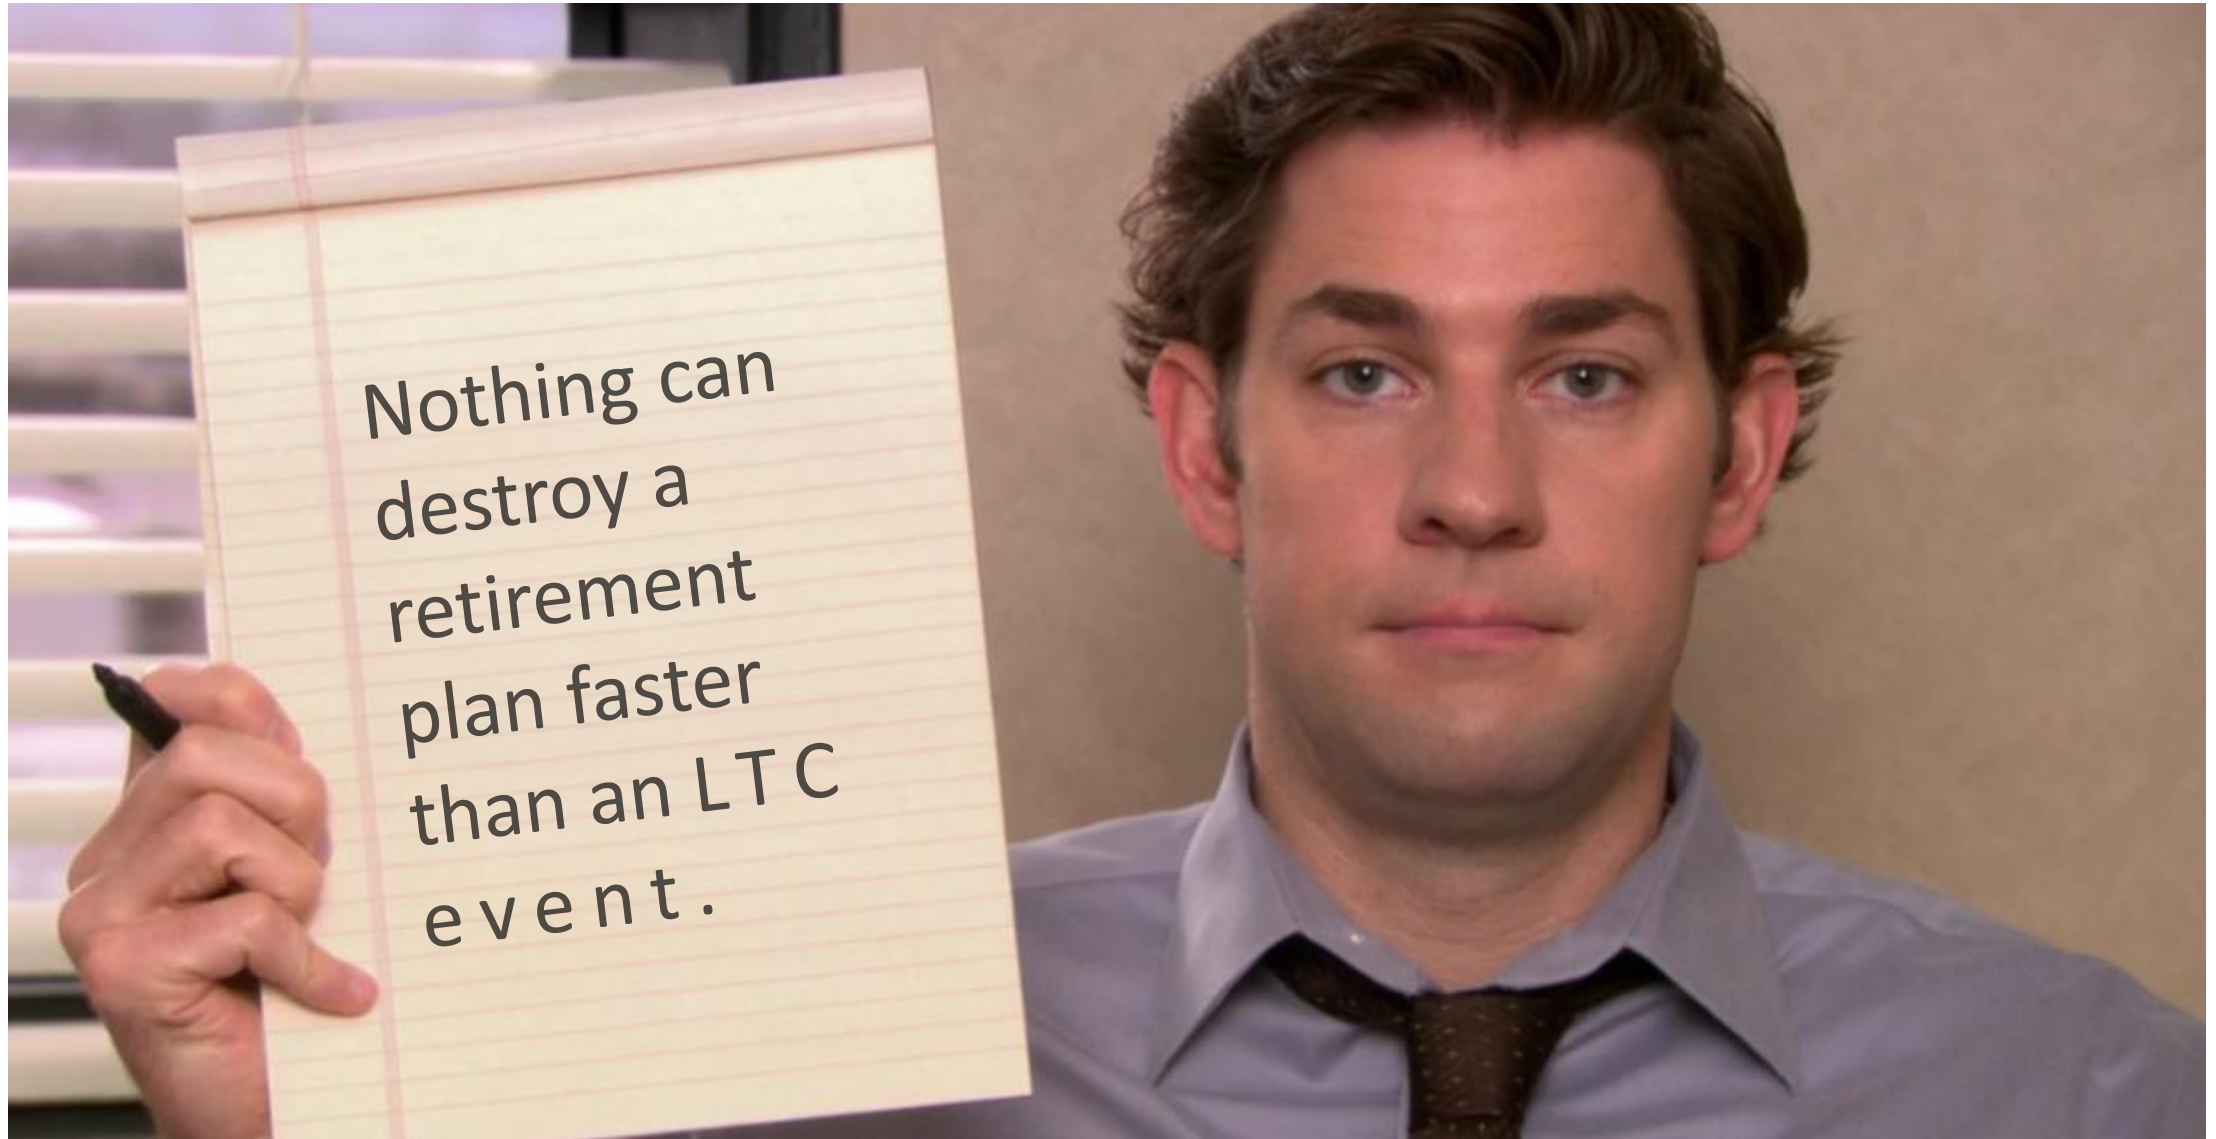 Nothing can
destroy a
retirement
plan faster
than an LTC
event.